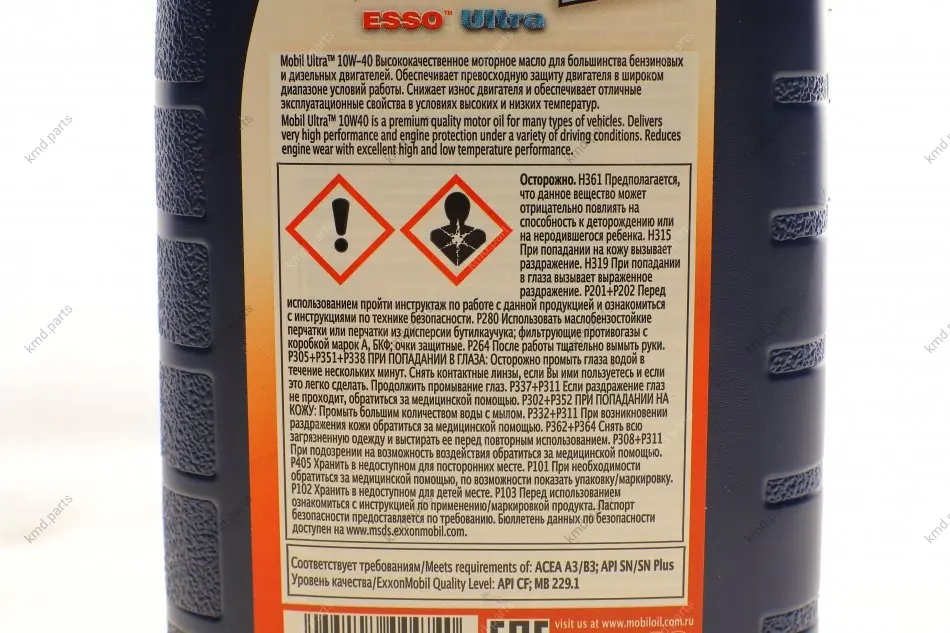 ESSO™ Ultra
Mobil Ultra™ 10W–40 Высококачественное моторное масло для большинства бензиновых
и дизельных двигателей. Обеспечивает превосходную защиту двигателя в широком
диапазоне условий работы. Снижает износ двигателя и обеспечивает отличные
эксплуатационные свойства в условиях высоких и низких температур.
Mobil Ultra™ 10W40 is a premium quality motor oil for many types of vehicles. Delivers
very high performance and engine protection under a variety of driving conditions. Reduces
engine wear with excellent high and low temperature performance.
Осторожно. H361 Предполагается,
что данное вещество может
отрицательно повлиять на
способность к деторождению или
на неродившегося ребенка. H315
При попадании на кожу вызывает
раздражение. H319 При попадании
в глаза вызывает выраженное
раздражение. P201+P202 Перед
использованием пройти инструктаж по работе с данной продукцией и ознакомиться
с инструкциями по технике безопасности. P280 Использовать маслобензостойкие
перчатки или перчатки из дисперсии бутилкаучука; фильтрующие противогазы с
коробкой марок А, БКФ; очки защитные. P264 После работы тщательно вымыть руки.
P305+P351+P338 ПРИ ПОПАДАНИИ В ГЛАЗА: Осторожно промыть глаза водой в
течение нескольких минут. Снять контактные линзы, если Вы ими пользуетесь и если
это легко сделать. Продолжить промывание глаз. P337+P311 Если раздражение глаз
не проходит, обратиться за медицинской помощью. P302+P352 ПРИ ПОПАДАНИИ НА
КОЖУ: Промыть большим количеством воды с мылом. P332+P311 При возникновении
раздражения кожи обратиться за медицинской помощью. P362+P364 Снять всю
загрязненную одежду и выстирать ее перед повторным использованием. P308+P311
При подозрении на возможность воздействия обратиться за медицинской помощью.
P405 Хранить в недоступном для посторонних месте. P101 При необходимости
обратиться за медицинской помощью, по возможности показать упаковку/маркировку.
P102 Хранить в недоступном для детей месте. P103 Перед использованием
ознакомиться с инструкцией по применению/маркировкой продукта. Паспорт
безопасности предоставляется по требованию. Бюллетень данных по безопасности
доступен на www.msds.exxonmobil.com.
Соответствует требованиям/Meets requirements of: ACEA A3/B3; API SN/SN Plus
Уровень качества/ExxonMobil Quality Level: API CF; MB 229.1
visit us at www.mobiloil.com.ru
kmd.parts